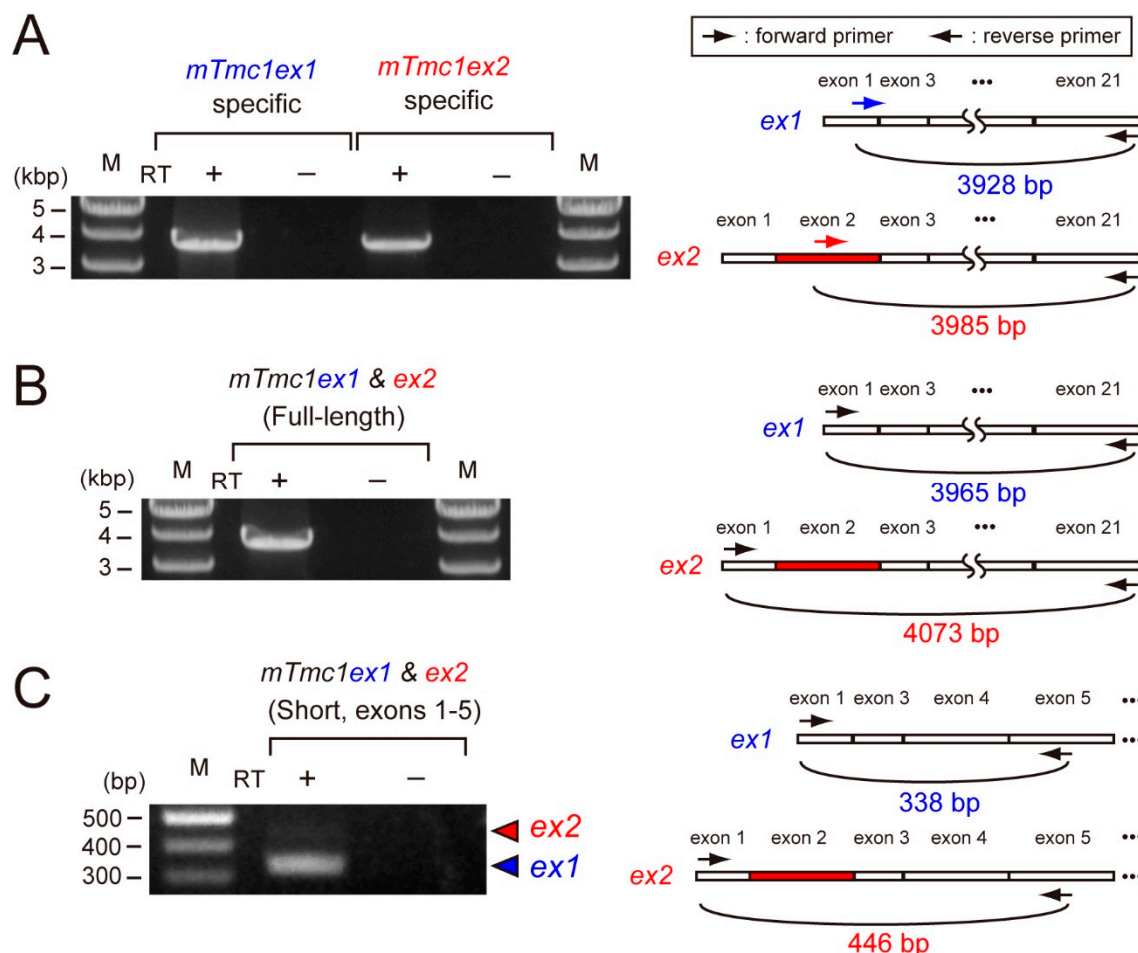 A
mTmc1ex1
specific
mTmc1ex2
specific
M
(kbp)
RT + – + –
M
5 –
4 –
3 –
: forward primer : reverse primer
exon 1 exon 3 ••• exon 21
ex1
3928 bp
exon 1 exon 2 exon 3 ••• exon 21
ex2
3985 bp
B
mTmc1ex1 & ex2
(Full-length)
M
(kbp)
RT + –
M
5 –
4 –
3 –
exon 1 exon 3 ••• exon 21
ex1
3965 bp
exon 1 exon 2 exon 3 ••• exon 21
ex2
4073 bp
C
mTmc1ex1 & ex2
(Short, exons 1-5)
M
(bp)
RT + –
500 –
400 –
300 –
ex2
ex1
exon 1 exon 3 exon 4 exon 5 •••
ex1 •••
338 bp
exon 1 exon 2 exon 3 exon 4 exon 5 •••
ex2 •••
446 bp